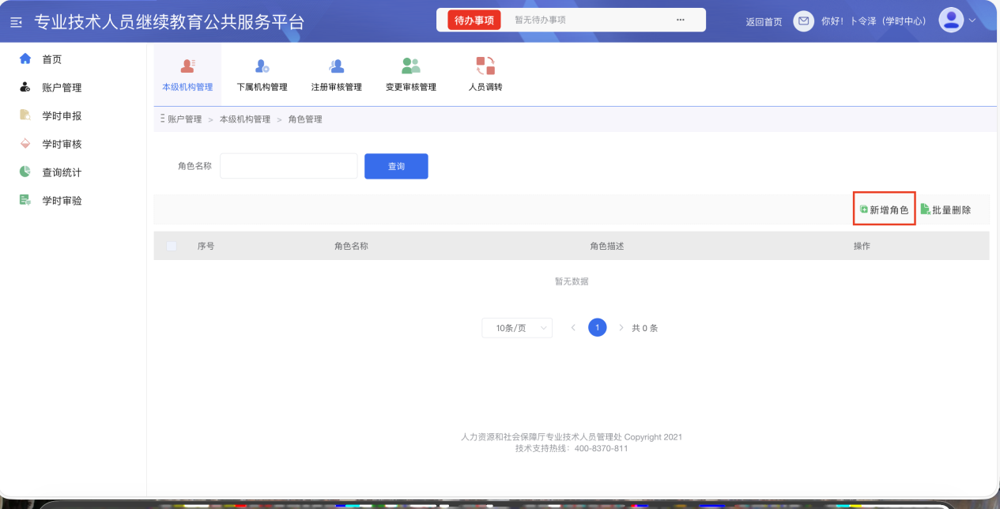 专业技术人员继续教育公共服务平台
待办事项 暂无待办事项 ...
返回首页 你好！卜令泽（学时中心）
首页
账户管理
学时申报
学时审核
查询统计
学时审验
本级机构管理 下属机构管理 注册审核管理 变更审核管理 人员调转
账户管理 > 本级机构管理 > 角色管理
角色名称 查询
新增角色 批量删除
序号 角色名称 角色描述 操作
暂无数据
10条/页 < 1 > 共 0 条
人力资源和社会保障厅专业技术人员管理处 Copyright 2021
技术支持热线：400-8370-811